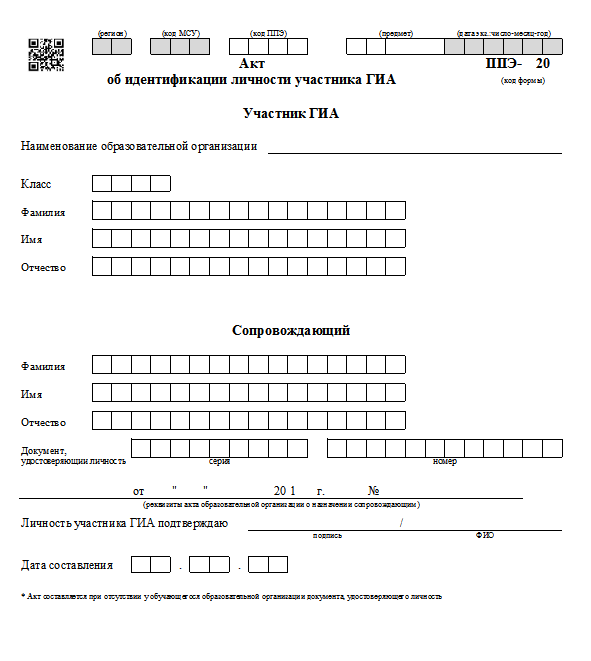 (регион) (код МСУ) (код ППЭ) (предмет) (дата экз.:число-месяц-год)
Акт ППЭ- 20
об идентификации личности участника ГИА (код формы)
Участник ГИА
Наименование образовательной организации
Класс
Фамилия
Имя
Отчество
Сопровождающий
Фамилия
Имя
Отчество
Документ,
удостоверяющий личность серия номер
от " " 20 1 г. №
(реквизиты акта образовательной организации о назначении сопровождающим)
Личность участника ГИА подтверждаю /
подпись ФИО
Дата составления . .
* Акт составляется при отсутствии у обучающегося образовательной организации документа, удостоверяющего личность